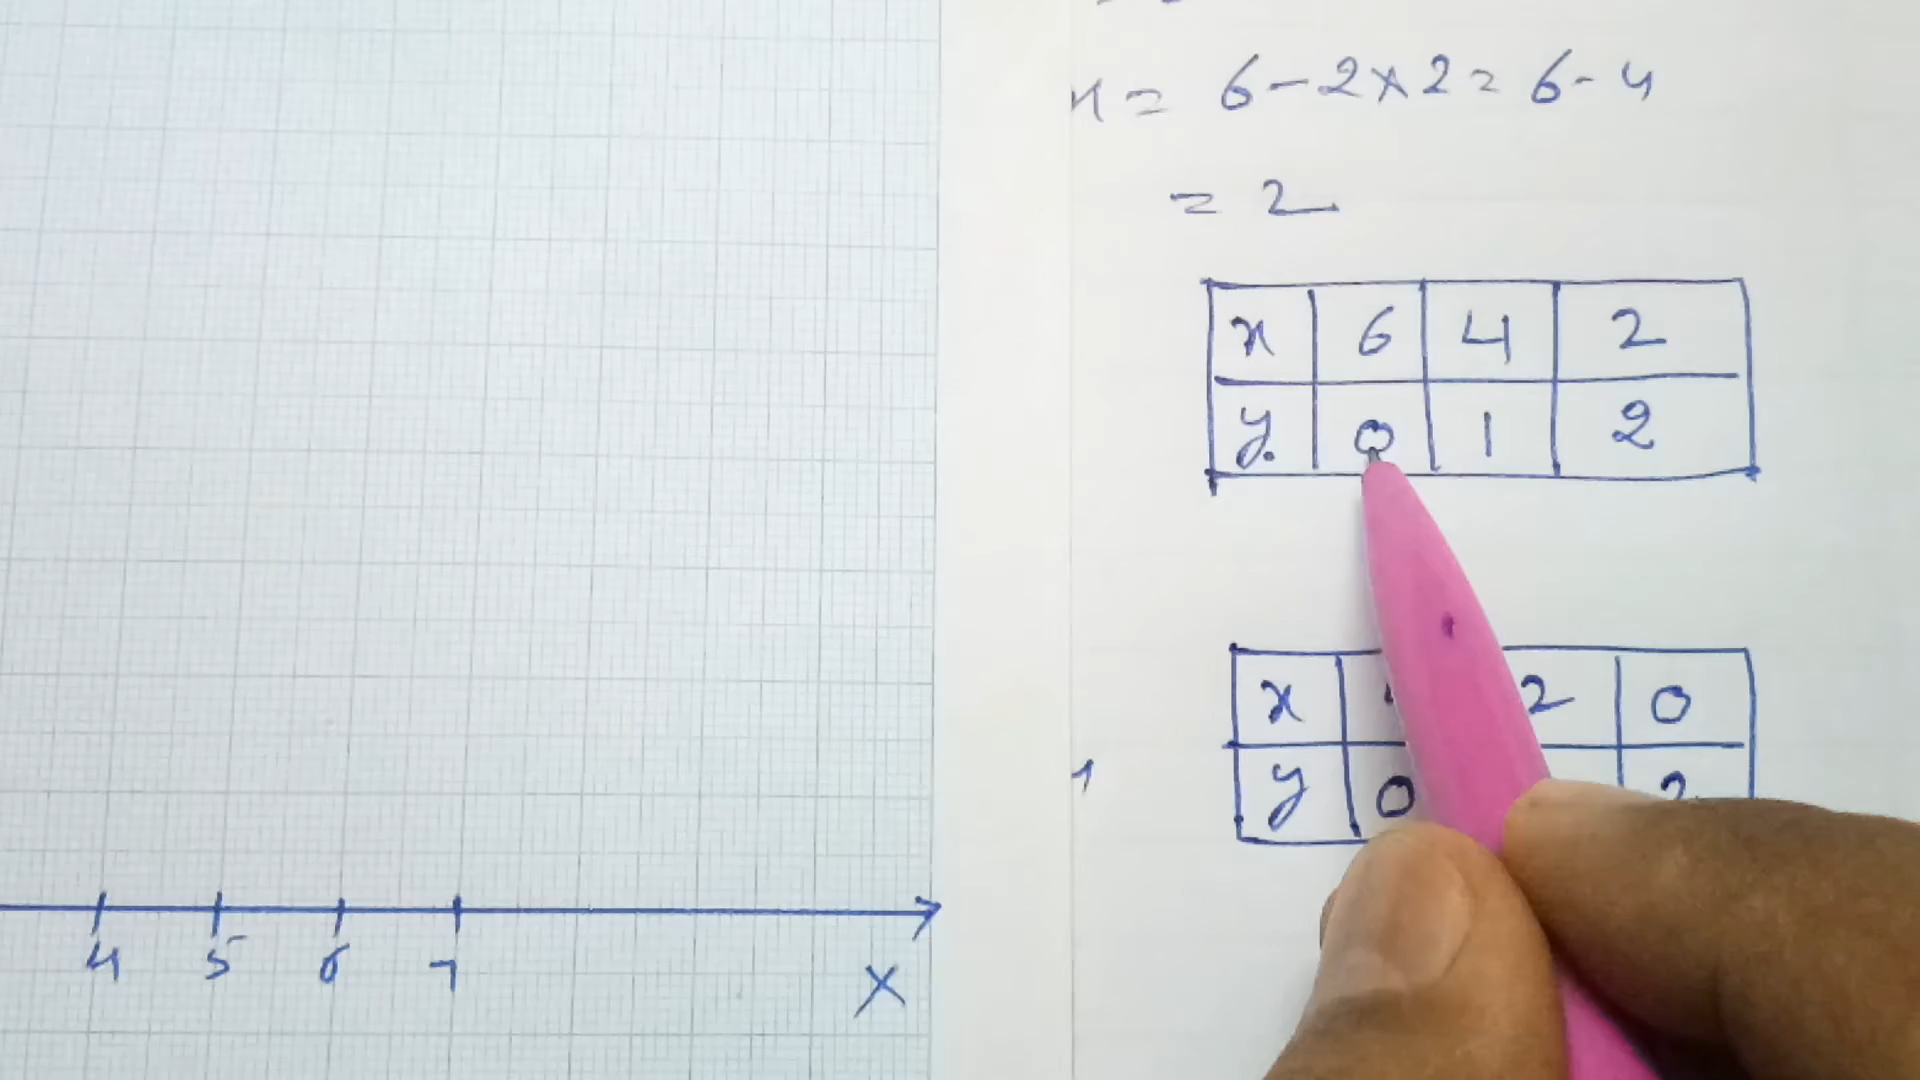 x = 6 - 2 × 2 = 6 - 4
= 2
x 6 4 2
y 0 1 2
x 2 0
y 0
4 5 6 7
X